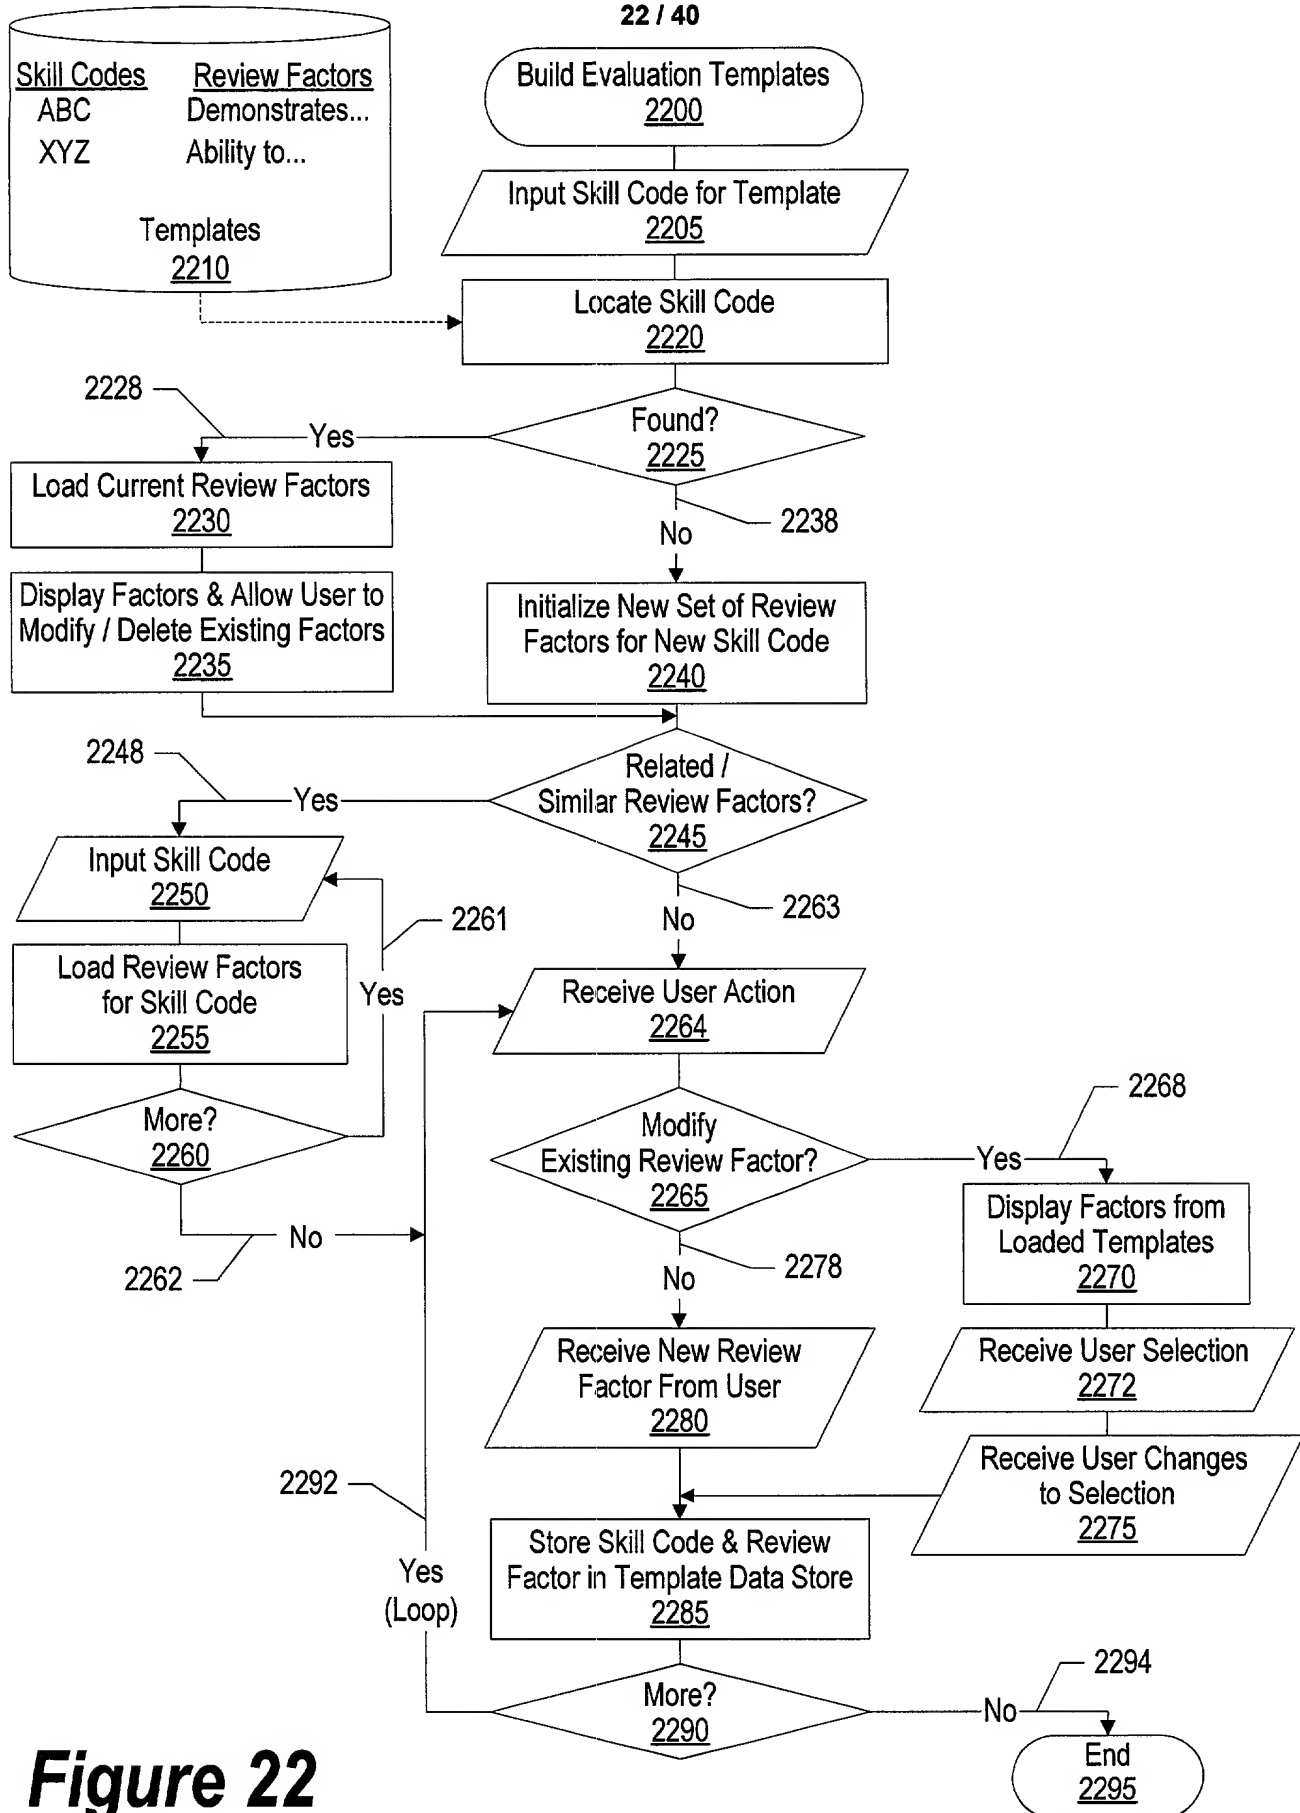 22 / 40
Skill Codes Review Factors
ABC Demonstrates...
XYZ Ability to...
Templates
2210
Build Evaluation Templates
2200
Input Skill Code for Template
2205
Locate Skill Code
2220
Found?
2225
2228
Yes
Load Current Review Factors
2230
Display Factors & Allow User to
Modify / Delete Existing Factors
2235
2238
No
Initialize New Set of Review
Factors for New Skill Code
2240
Related /
Similar Review Factors?
2245
2248
Yes
Input Skill Code
2250
Load Review Factors
for Skill Code
2255
More?
2260
2261
Yes
2262
No
2263
No
Receive User Action
2264
Modify
Existing Review Factor?
2265
2268
Yes
Display Factors from
Loaded Templates
2270
Receive User Selection
2272
Receive User Changes
to Selection
2275
2278
No
Receive New Review
Factor From User
2280
Store Skill Code & Review
Factor in Template Data Store
2285
More?
2290
2292
Yes
(Loop)
2294
No
End
2295
Figure 22